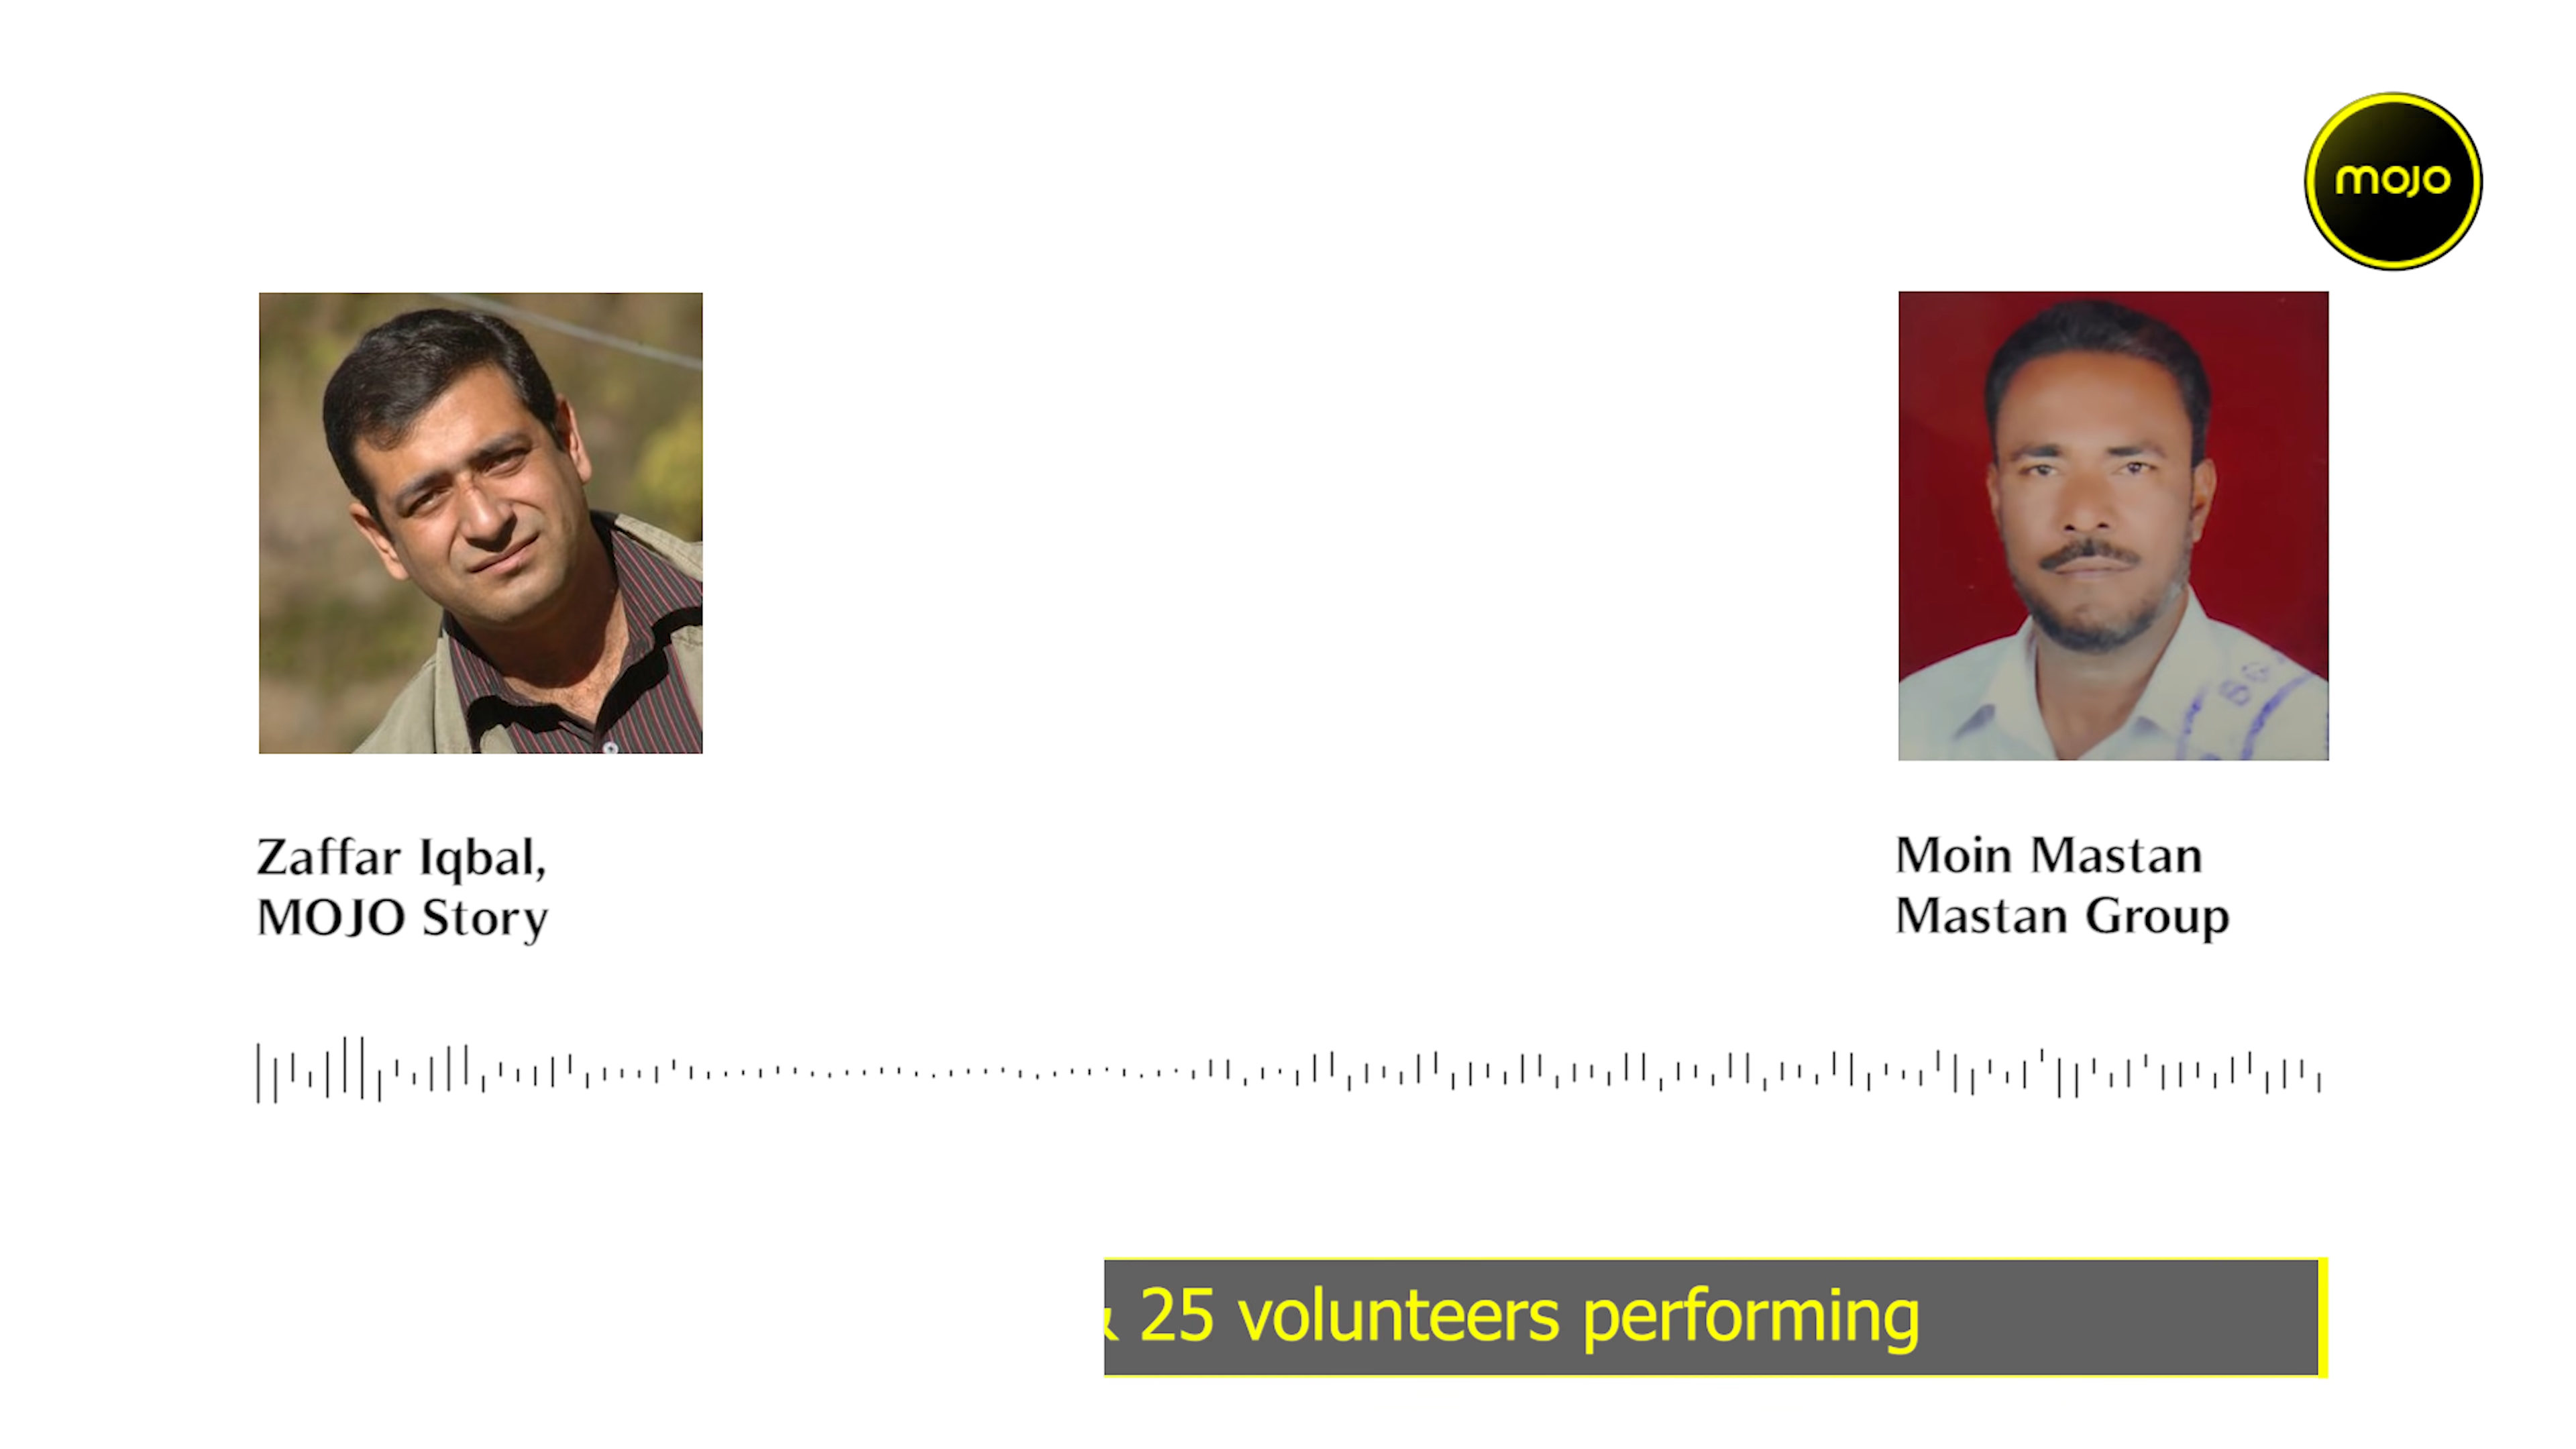 mojo
Zaffar Iqbal,
MOJO Story
Moin Mastan
Mastan Group
25 volunteers performing